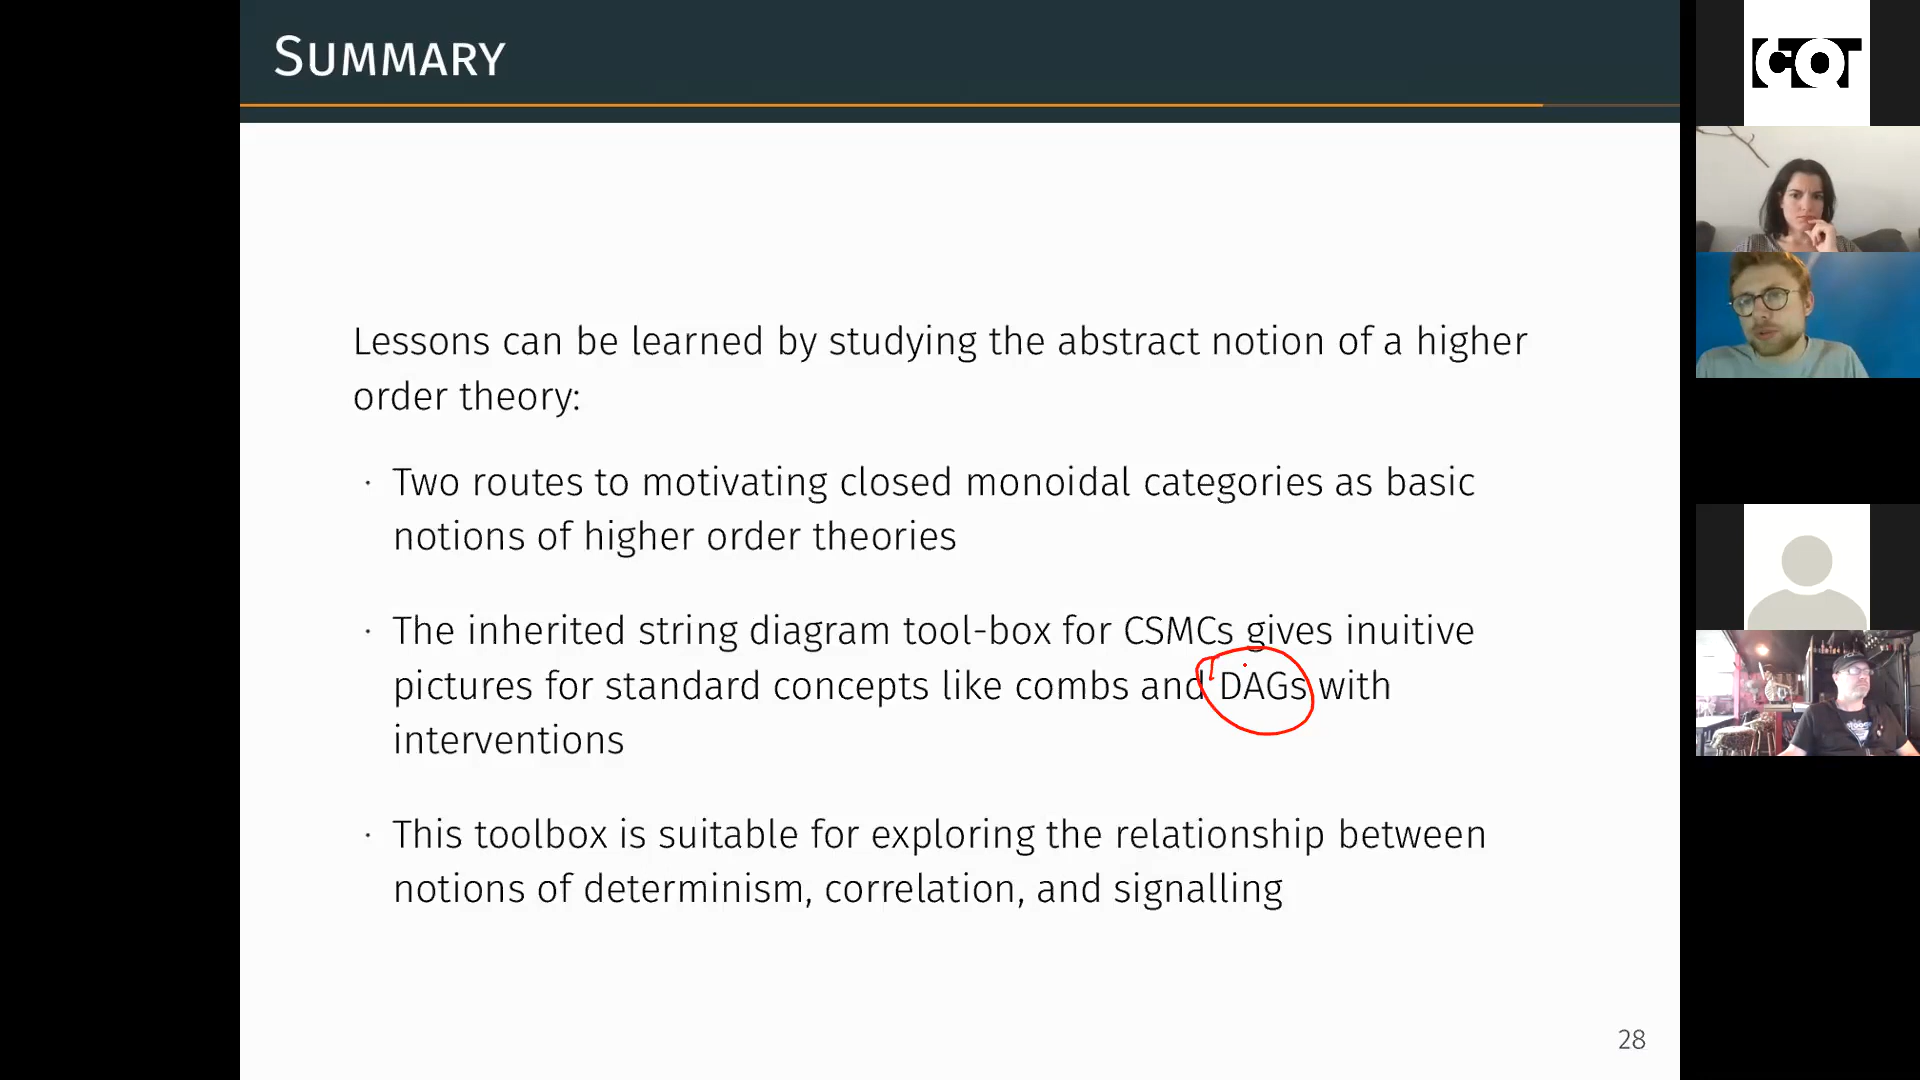 SUMMARY
Lessons can be learned by studying the abstract notion of a higher
order theory:
· Two routes to motivating closed monoidal categories as basic
notions of higher order theories
· The inherited string diagram tool-box for CSMCs gives inuitive
pictures for standard concepts like combs and DAGs with
interventions
· This toolbox is suitable for exploring the relationship between
notions of determinism, correlation, and signalling
28